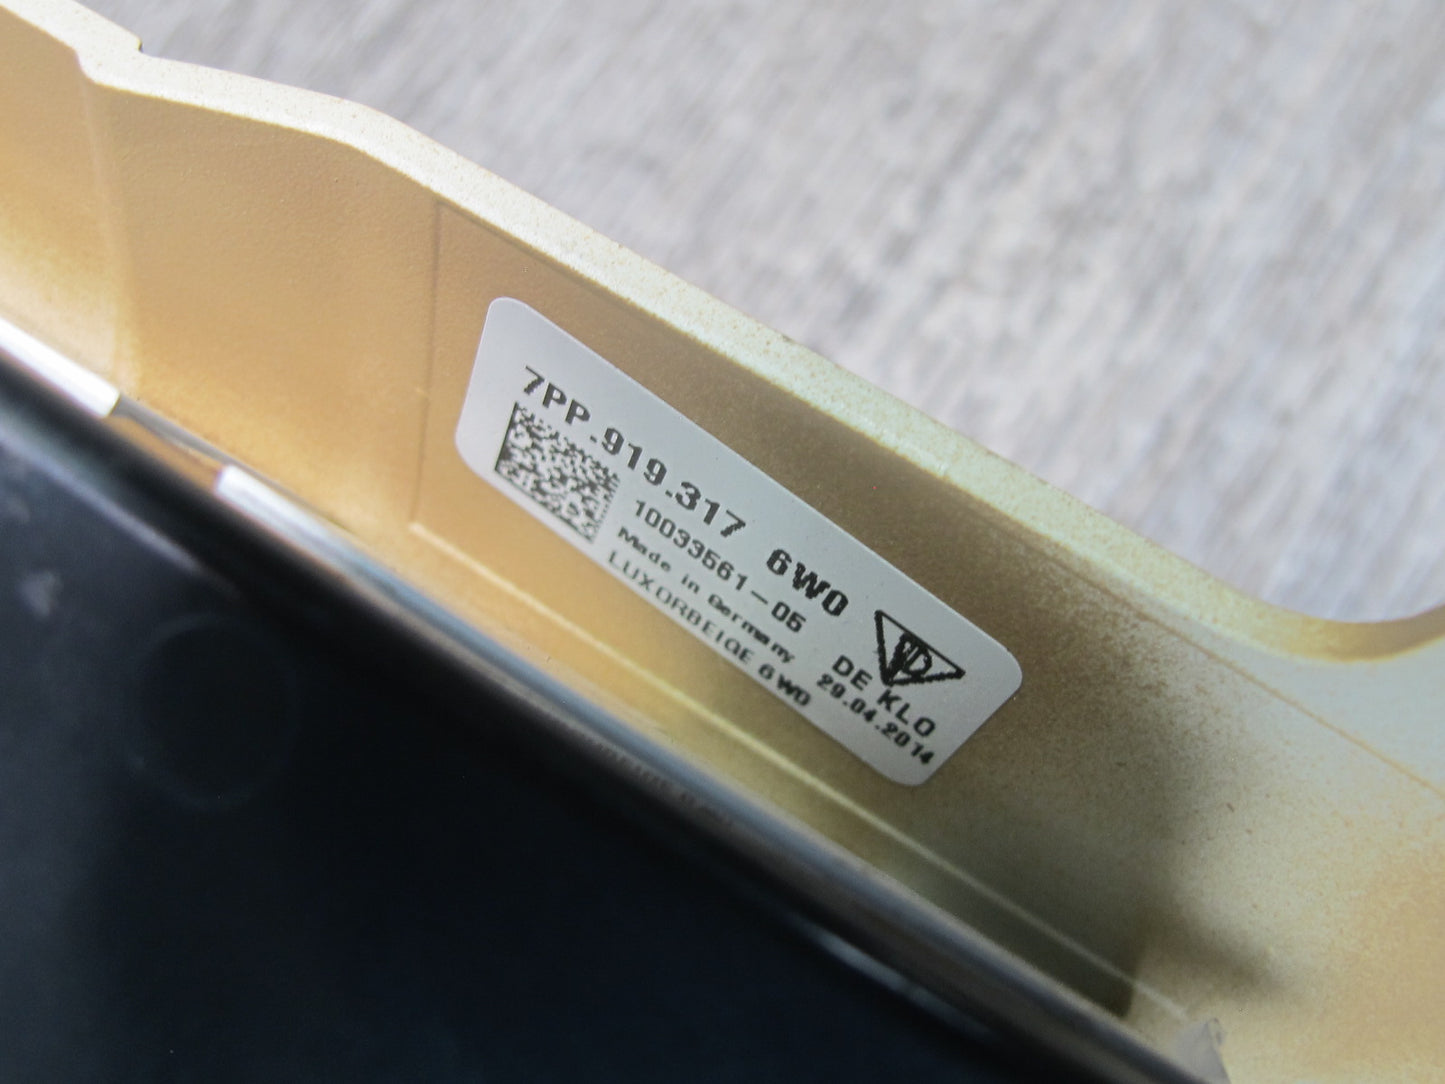 7PP.919.317 6W0
10033561-05
Made in Germany
LUXORBEIGE 6W0
DE KLO
29.04.2014